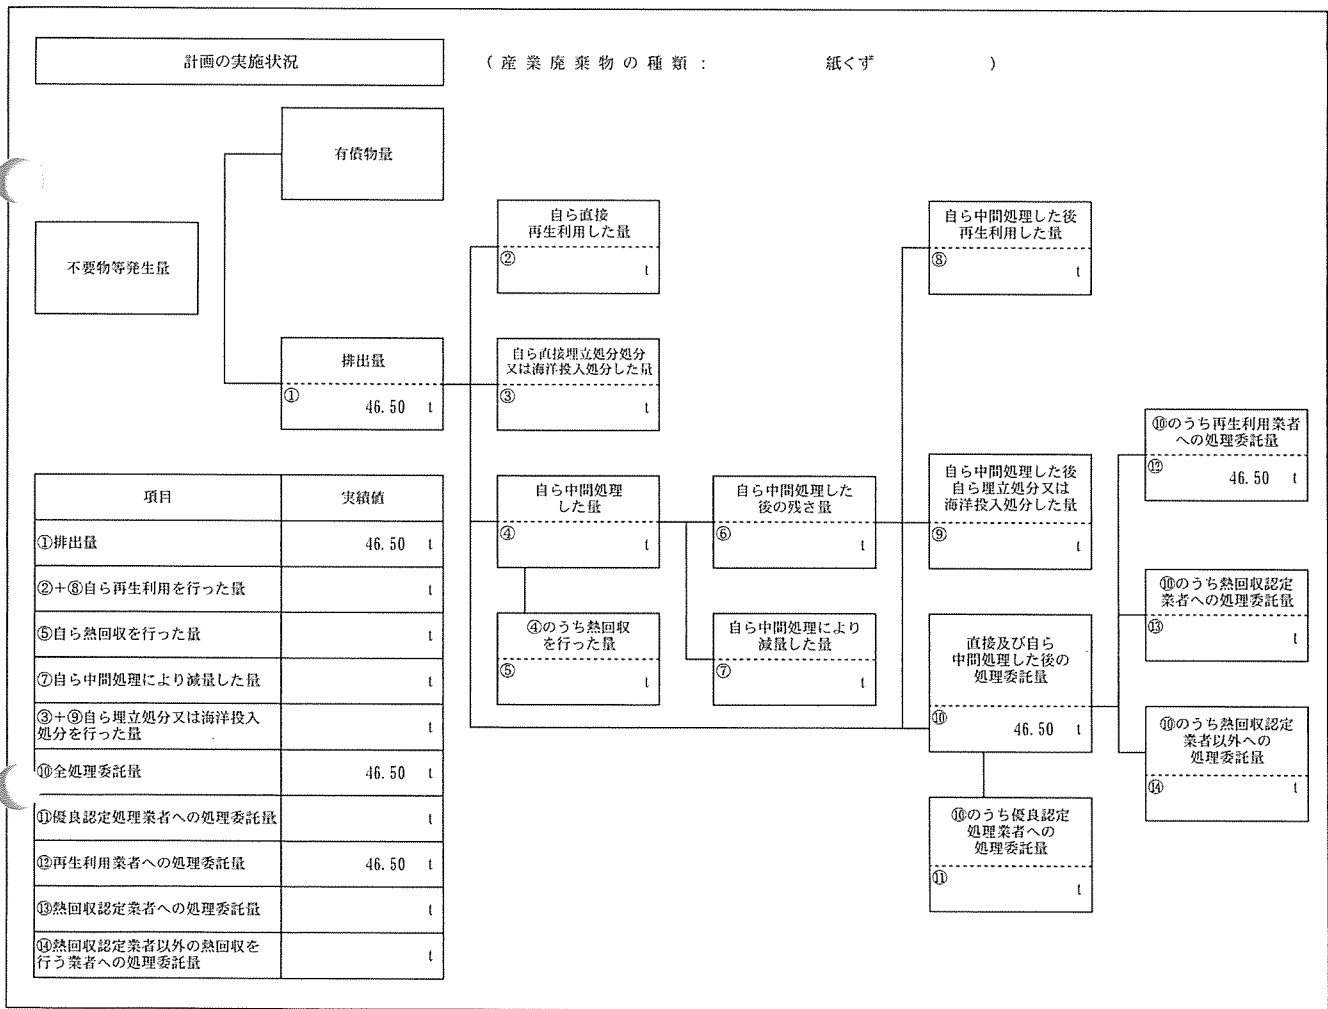 計画の実施状況
(産業廃棄物の種類: 紙くず )
有償物量
不要物等発生量
排出量
① 46.50 t
自ら直接
再生利用した量
② t
自ら直接埋立処分処分
又は海洋投入処分した量
③ t
自ら中間処理
した量
④ t
④のうち熱回収
を行った量
⑤ t
自ら中間処理した
後の残さ量
⑥ t
自ら中間処理により
減量した量
⑦ t
自ら中間処理した後
再生利用した量
⑧ t
自ら中間処理した後
自ら埋立処分又は
海洋投入処分した量
⑨ t
直接及び自ら
中間処理した後の
処理委託量
⑩ 46.50 t
⑩のうち優良認定
処理業者への
処理委託量
⑪ t
⑩のうち再生利用業者
への処理委託量
⑫ 46.50 t
⑩のうち熱回収認定
業者への処理委託量
⑬ t
⑩のうち熱回収認定
業者以外への
処理委託量
⑭ t
項目 実績値
①排出量 46.50 t
②+⑧自ら再生利用を行った量 t
⑤自ら熱回収を行った量 t
⑦自ら中間処理により減量した量 t
③+⑨自ら埋立処分又は海洋投入
処分を行った量 t
⑩全処理委託量 46.50 t
⑪優良認定処理業者への処理委託量 t
⑫再生利用業者への処理委託量 46.50 t
⑬熱回収認定業者への処理委託量 t
⑭熱回収認定業者以外の熱回収を
行う業者への処理委託量 t